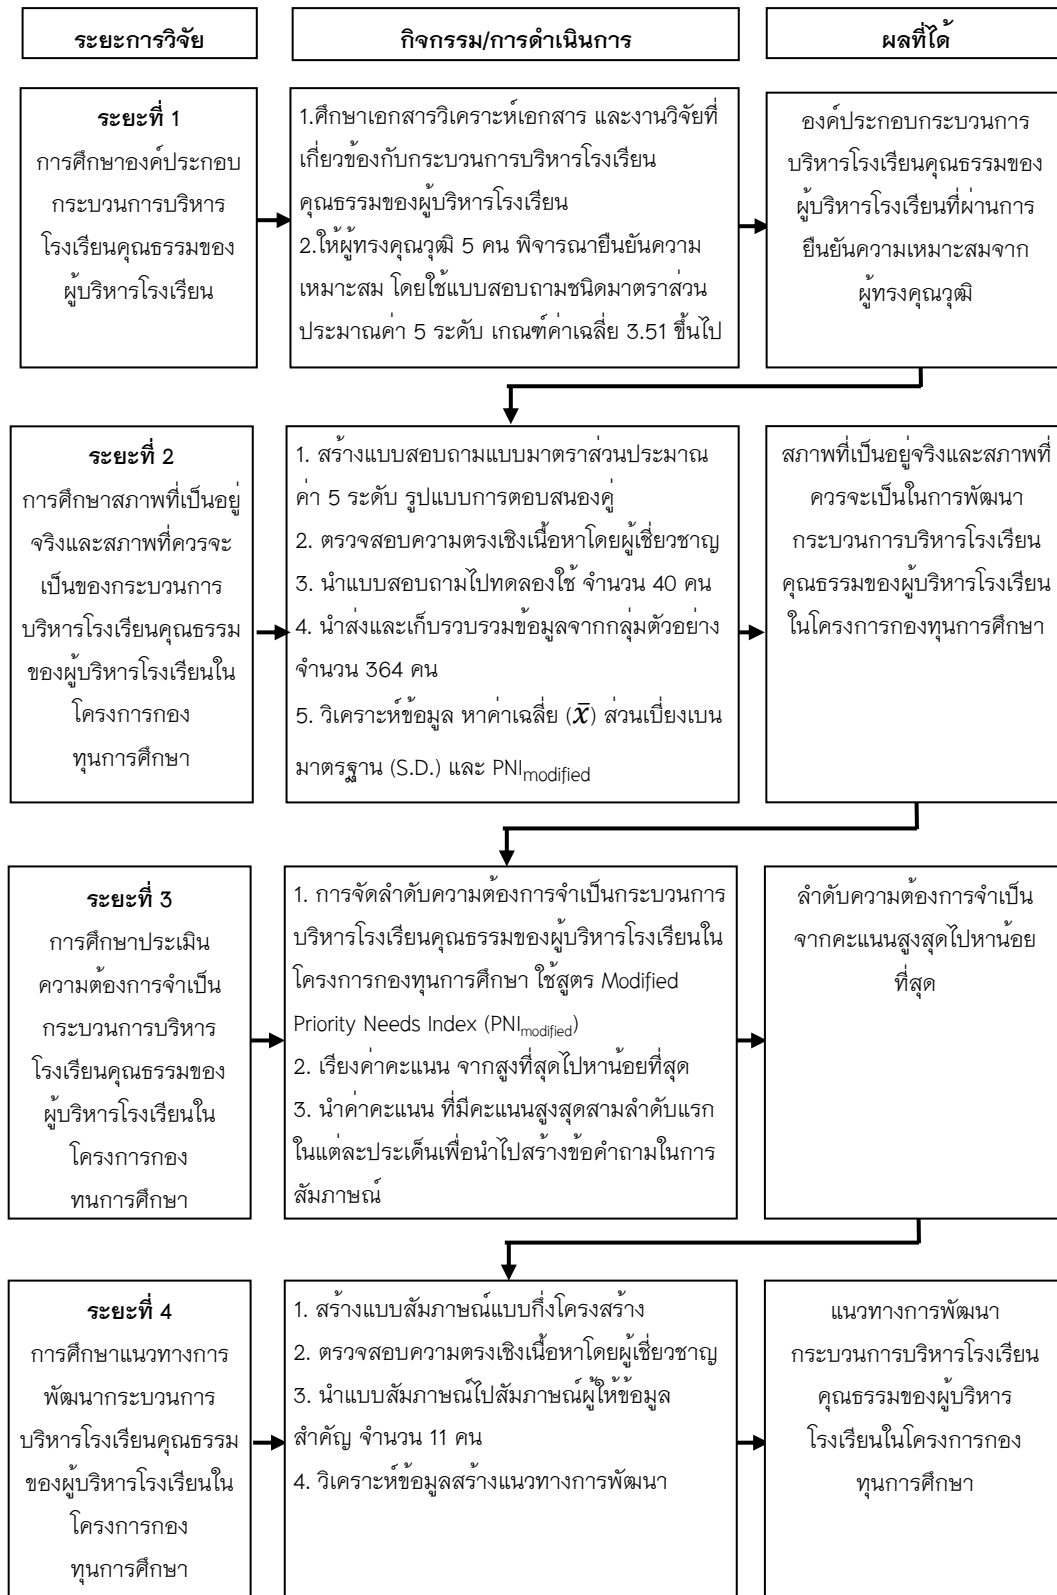 ระยะการวิจัย
กิจกรรม/การดำเนินการ
ผลที่ได้
ระยะที่ 1
การศึกษาองค์ประกอบ
กระบวนการบริหาร
โรงเรียนคุณธรรมของ
ผู้บริหารโรงเรียน
1.ศึกษาเอกสารวิเคราะห์เอกสาร และงานวิจัยที่
เกี่ยวข้องกับกระบวนการบริหารโรงเรียน
คุณธรรมของผู้บริหารโรงเรียน
2.ให้ผู้ทรงคุณวุฒิ 5 คน พิจารณายืนยันความ
เหมาะสม โดยใช้แบบสอบถามชนิดมาตราส่วน
ประมาณค่า 5 ระดับ เกณฑ์ค่าเฉลี่ย 3.51 ขึ้นไป
องค์ประกอบกระบวนการ
บริหารโรงเรียนคุณธรรมของ
ผู้บริหารโรงเรียนที่ผ่านการ
ยืนยันความเหมาะสมจาก
ผู้ทรงคุณวุฒิ
ระยะที่ 2
การศึกษาสภาพที่เป็นอยู่
จริงและสภาพที่ควรจะ
เป็นของกระบวนการ
บริหารโรงเรียนคุณธรรม
ของผู้บริหารโรงเรียนใน
โครงการกอง
ทุนการศึกษา
1. สร้างแบบสอบถามแบบมาตราส่วนประมาณ
ค่า 5 ระดับ รูปแบบการตอบสนองคู่
2. ตรวจสอบความตรงเชิงเนื้อหาโดยผู้เชี่ยวชาญ
3. นำแบบสอบถามไปทดลองใช้ จำนวน 40 คน
4. นำส่งและเก็บรวบรวมข้อมูลจากกลุ่มตัวอย่าง
จำนวน 364 คน
5. วิเคราะห์ข้อมูล หาค่าเฉลี่ย (x̄) ส่วนเบี่ยงเบน
มาตรฐาน (S.D.) และ PNImodified
สภาพที่เป็นอยู่จริงและสภาพที่
ควรจะเป็นในการพัฒนา
กระบวนการบริหารโรงเรียน
คุณธรรมของผู้บริหารโรงเรียน
ในโครงการกองทุนการศึกษา
ระยะที่ 3
การศึกษาประเมิน
ความต้องการจำเป็น
กระบวนการบริหาร
โรงเรียนคุณธรรมของ
ผู้บริหารโรงเรียนใน
โครงการกอง
ทนการศึกษา
1. การจัดลำดับความต้องการจำเป็นกระบวนการ
บริหารโรงเรียนคุณธรรมของผู้บริหารโรงเรียนใน
โครงการกองทุนการศึกษา ใช้สูตร Modified
Priority Needs Index (PNImodified)
2. เรียงค่าคะแนน จากสูงที่สุดไปหาน้อยที่สุด
3. นำค่าคะแนน ที่มีคะแนนสูงสุดสามลำดับแรก
ในแต่ละประเด็นเพื่อนำไปสร้างข้อคำถามในการ
สัมภาษณ์
ลำดับความต้องการจำเป็น
จากคะแนนสูงสุดไปหาน้อย
ที่สุด
ระยะที่ 4
การศึกษาแนวทางการ
พัฒนากระบวนการ
บริหารโรงเรียนคุณธรรม
ของผู้บริหารโรงเรียนใน
โครงการกอง
ทุนการศึกษา
1. สร้างแบบสัมภาษณ์แบบกึ่งโครงสร้าง
2. ตรวจสอบความตรงเชิงเนื้อหาโดยผู้เชี่ยวชาญ
3. นำแบบสัมภาษณ์ไปสัมภาษณ์ผู้ให้ข้อมูล
สำคัญ จำนวน 11 คน
4. วิเคราะห์ข้อมูลสร้างแนวทางการพัฒนา
แนวทางการพัฒนา
กระบวนการบริหารโรงเรียน
คุณธรรมของผู้บริหาร
โรงเรียนในโครงการกอง
ทุนการศึกษา